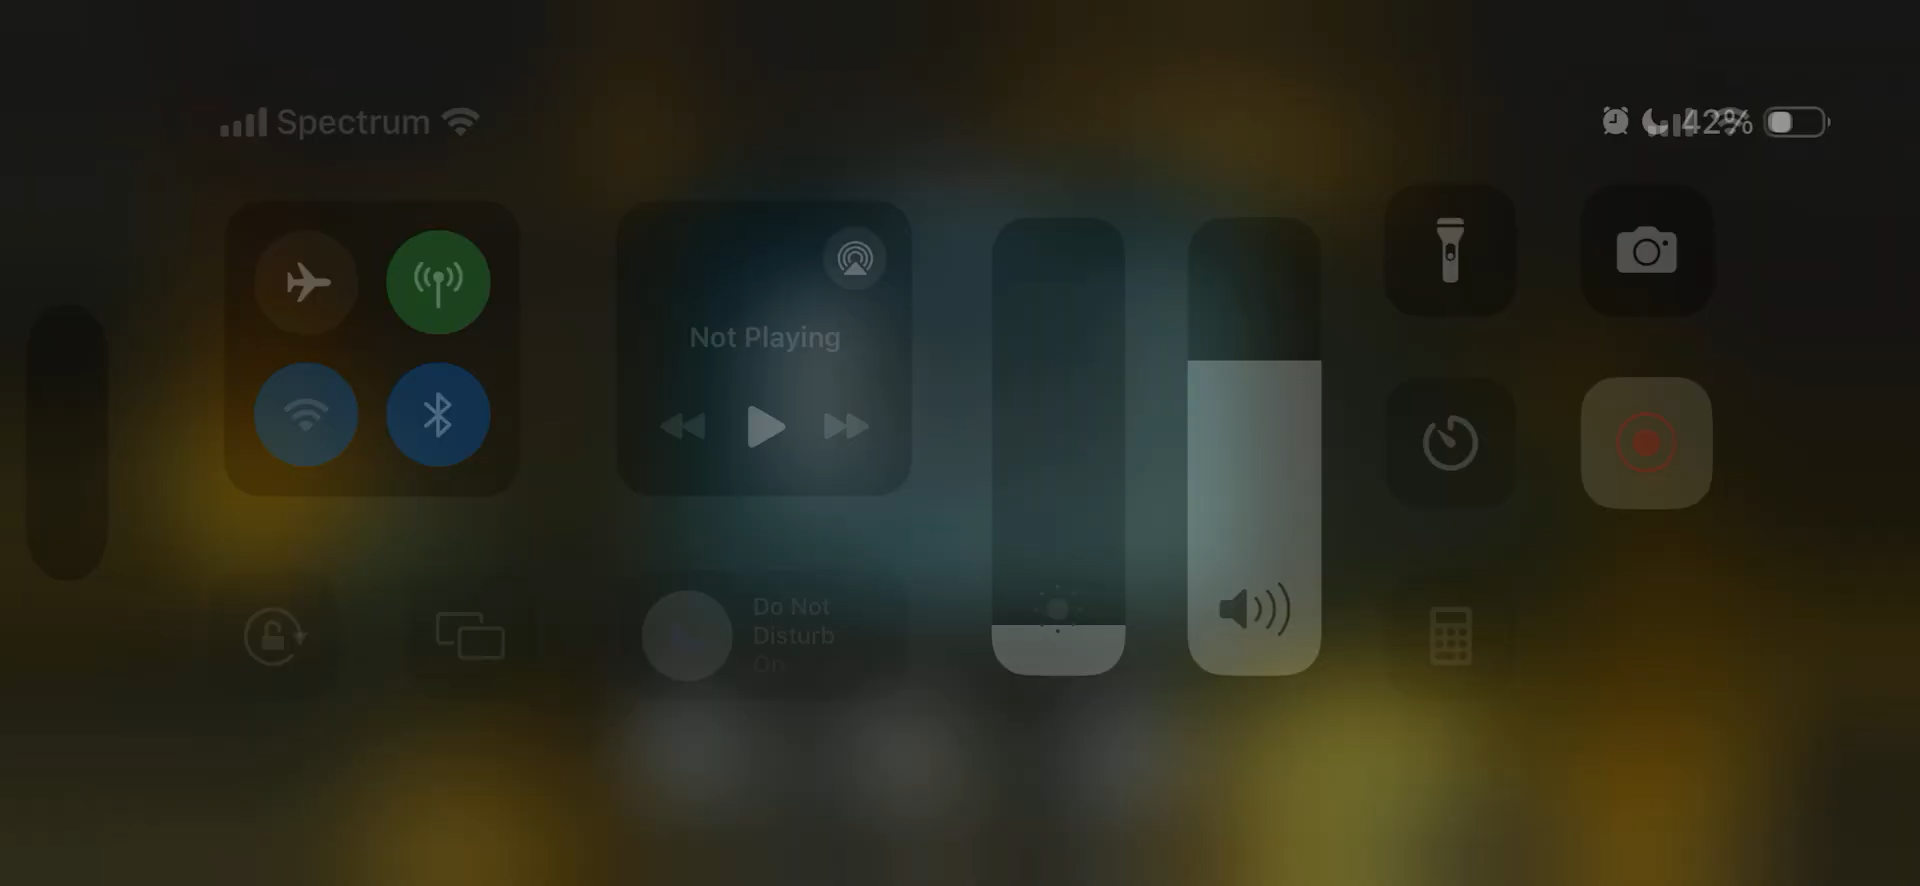 Spectrum
42%
Not Playing
Do Not
Disturb
On